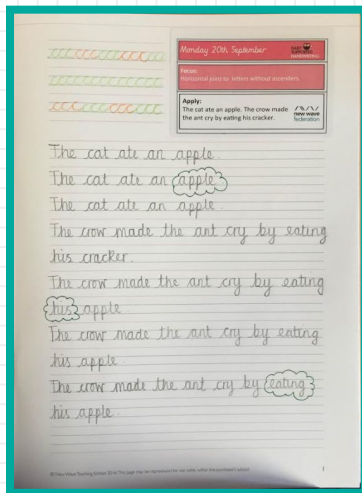 Monday 20th September
HANDWRITING
Focus:
Horizontal joins to letters without ascenders
Apply:
The cat ate an apple. The crow made
the ant cry by eating his cracker.
new wave
federation
The cat ate an apple.
The cat ate an apple
The cat ate an apple
The crow made the ant cry by eating
his cracker.
The crow made the ant cry by eating
his apple
The crow made the ant cry by eating
his apple
The crow made the ant cry by eating
his apple.
1